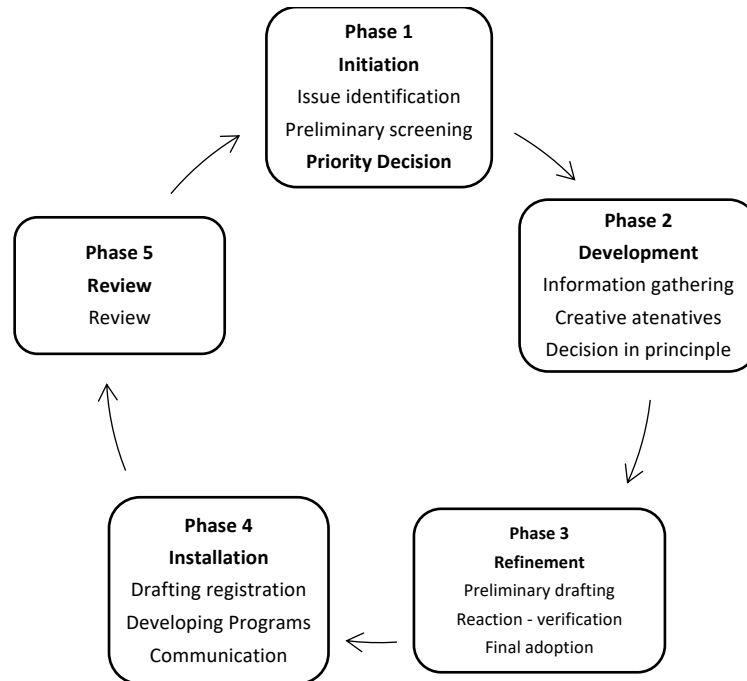 Phase 1
Initiation
Issue identification
Preliminary screening
Priority Decision
Phase 2
Development
Information gathering
Creative atenatives
Decision in princinple
Phase 3
Refinement
Preliminary drafting
Reaction - verification
Final adoption
Phase 4
Installation
Drafting registration
Developing Programs
Communication
Phase 5
Review
Review